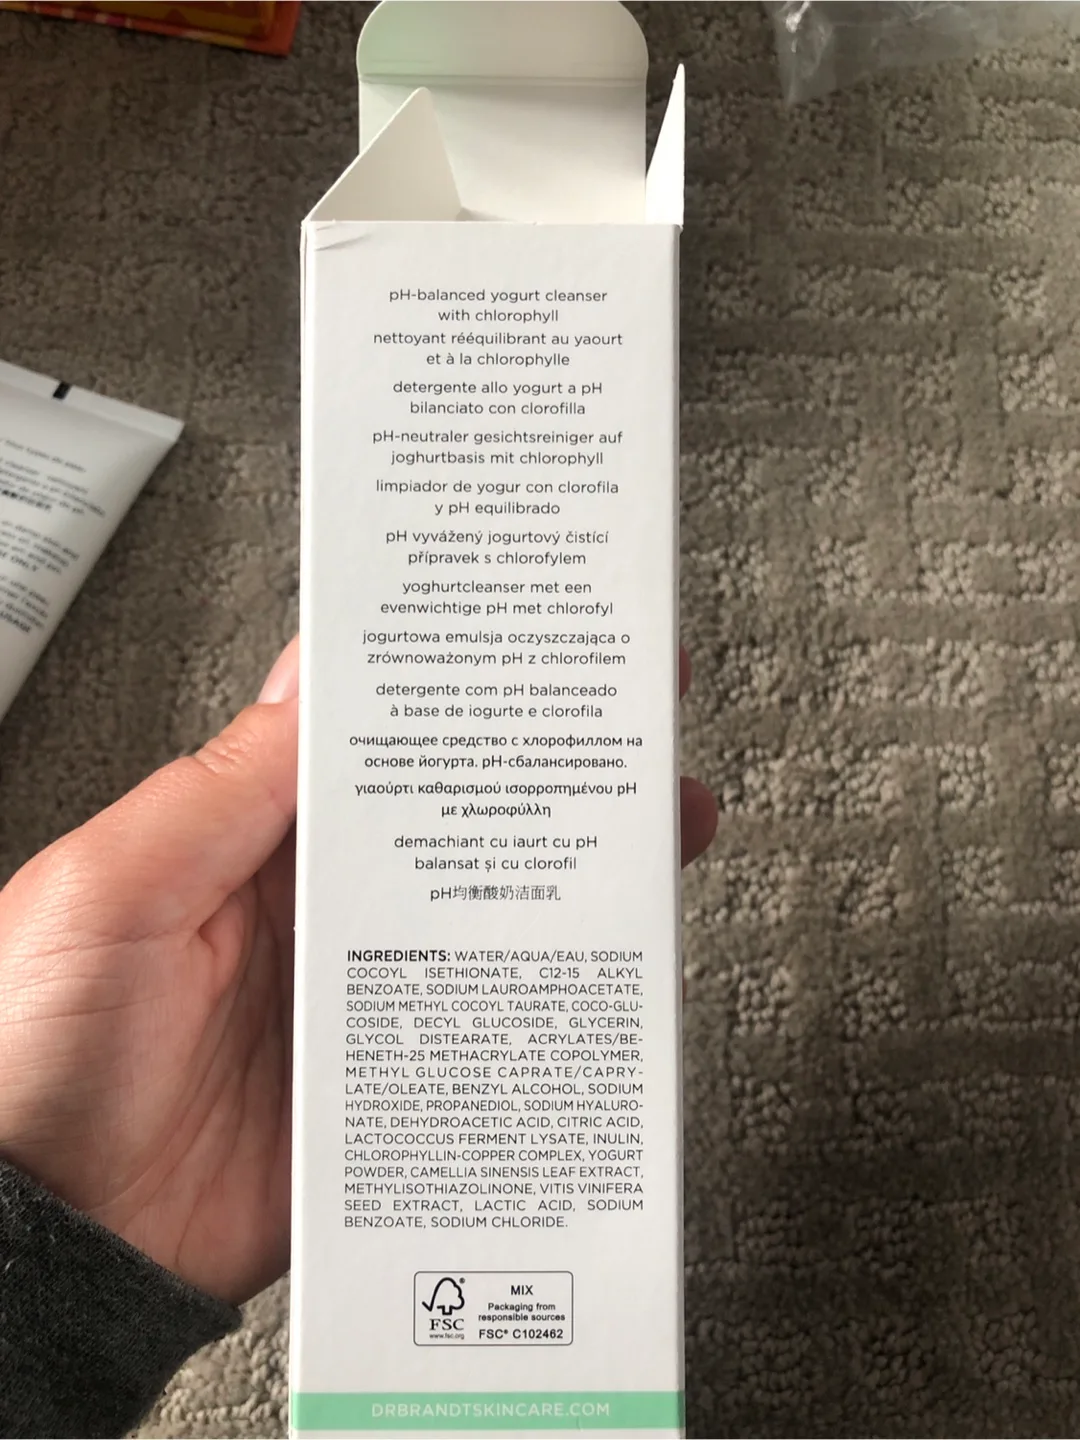 pH-balanced yogurt cleanser
with chlorophyll
nettoyant rééquilibrant au yaourt
et à la chlorophylle
detergente allo yogurt a pH
bilanciato con clorofilla
pH-neutraler gesichtsreiniger auf
joghurtbasis mit chlorophyll
limpiador de yogur con clorofila
y pH equilibrado
pH vyvážený jogurtový čistící
přípravek s chlorofylem
yoghurtcleanser met een
evenwichtige pH met chlorofyl
jogurtowa emulsja oczyszczająca o
zrównoważonym pH z chlorofilem
detergente com pH balanceado
à base de iogurte e clorofila
очищающее средство с хлорофиллом на
основе йогурта. pH-сбалансировано.
γιαούρτι καθαρισμού ισορροπημένου pH
με χλωροφύλλη
demachiant cu iaurt cu pH
balansat și cu clorofil
pH均衡酸奶洁面乳
INGREDIENTS: WATER/AQUA/EAU, SODIUM
COCOYL ISETHIONATE, C12-15 ALKYL
BENZOATE, SODIUM LAUROAMPHOACETATE,
SODIUM METHYL COCOYL TAURATE, COCO-GLU-
COSIDE, DECYL GLUCOSIDE, GLYCERIN,
GLYCOL DISTEARATE, ACRYLATES/BE-
HENETH-25 METHACRYLATE COPOLYMER,
METHYL GLUCOSE CAPRATE/CAPRY-
LATE/OLEATE, BENZYL ALCOHOL, SODIUM
HYDROXIDE, PROPANEDIOL, SODIUM HYALURO-
NATE, DEHYDROACETIC ACID, CITRIC ACID,
LACTOCOCCUS FERMENT LYSATE, INULIN,
CHLOROPHYLLIN-COPPER COMPLEX, YOGURT
POWDER, CAMELLIA SINENSIS LEAF EXTRACT,
METHYLISOTHIAZOLINONE, VITIS VINIFERA
SEED EXTRACT, LACTIC ACID, SODIUM
BENZOATE, SODIUM CHLORIDE.
FSC
www.fsc.org
MIX
Packaging from
responsible sources
FSC® C102462
DRBRANDTSKINCARE.COM